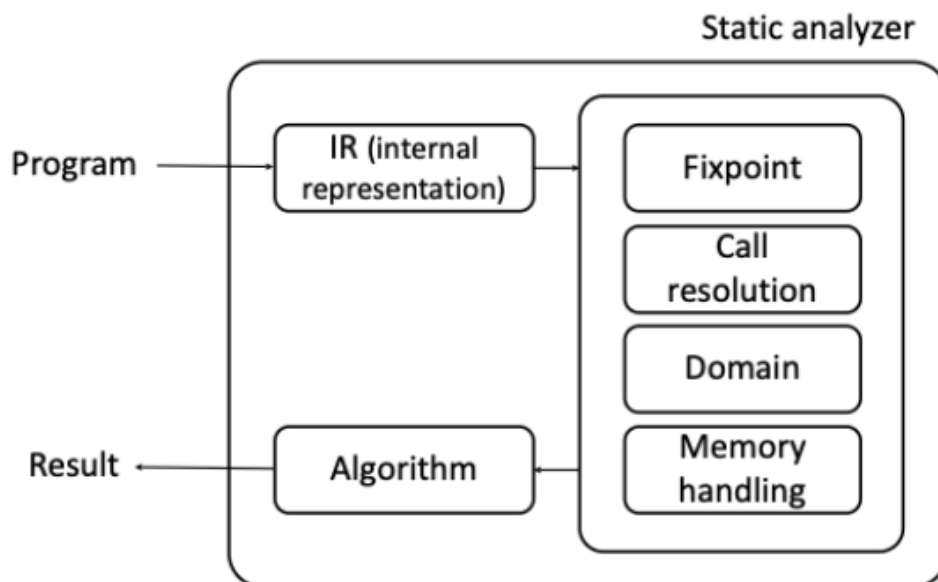 Static analyzer
Program
IR (internal
representation)
Fixpoint
Call
resolution
Domain
Memory
handling
Algorithm
Result